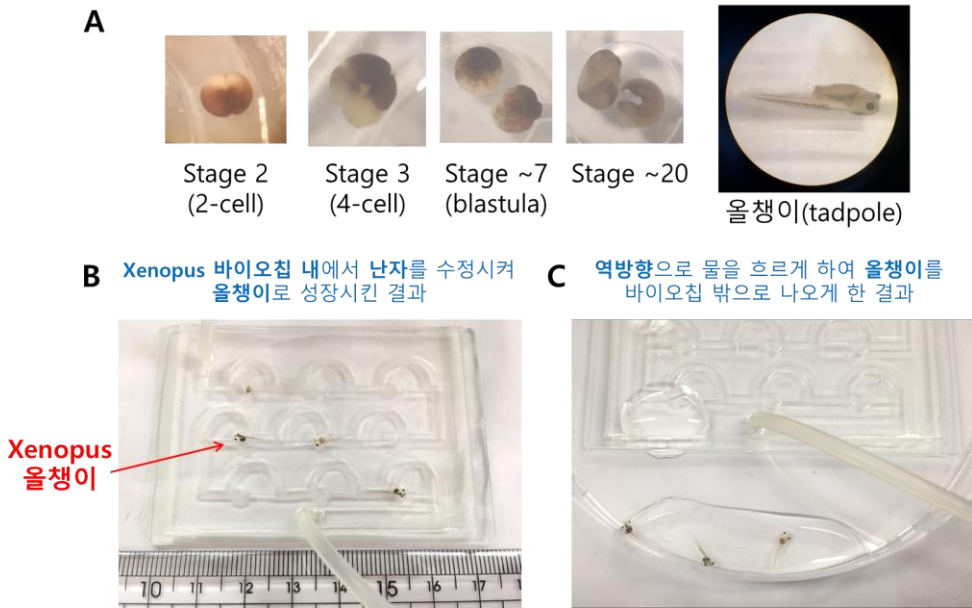 A
Stage 2
(2-cell)
Stage 3
(4-cell)
Stage ~7
(blastula)
Stage ~20
올챙이(tadpole)
B
Xenopus 바이오칩 내에서 난자를 수정시켜
올챙이로 성장시킨 결과
C
역방향으로 물을 흐르게 하여 올챙이를
바이오칩 밖으로 나오게 한 결과
Xenopus
올챙이
10 11 12 13 14 15 16 17